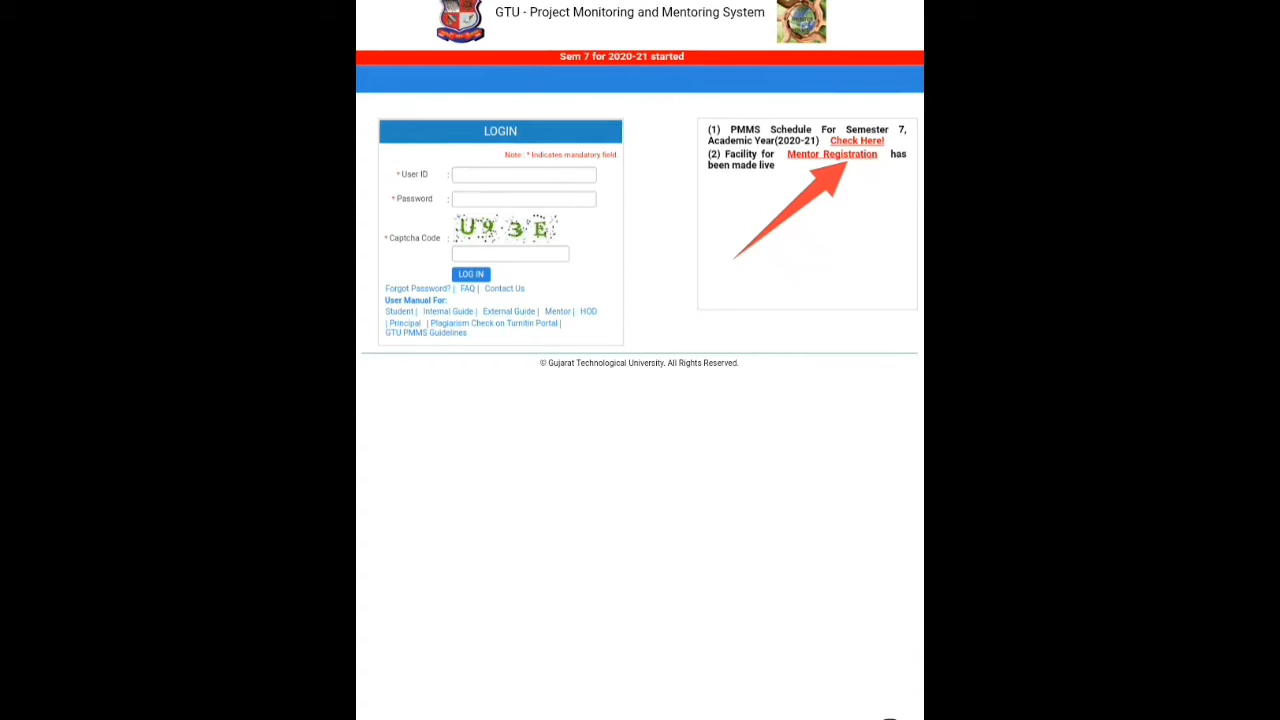 GTU - Project Monitoring and Mentoring System
Sem 7 for 2020-21 started
LOGIN
Note : * Indicates mandatory field.
* User ID :
* Password :
U 9 3 E
* Captcha Code :
LOG IN
Forgot Password? | FAQ | Contact Us
User Manual For:
Student | Internal Guide | External Guide | Mentor | HOD
| Principal | Plagiarism Check on Turnitin Portal |
GTU PMMS Guidelines
(1) PMMS Schedule For Semester 7,
Academic Year(2020-21) Check Here!
(2) Facility for Mentor Registration has
been made live
© Gujarat Technological University. All Rights Reserved.